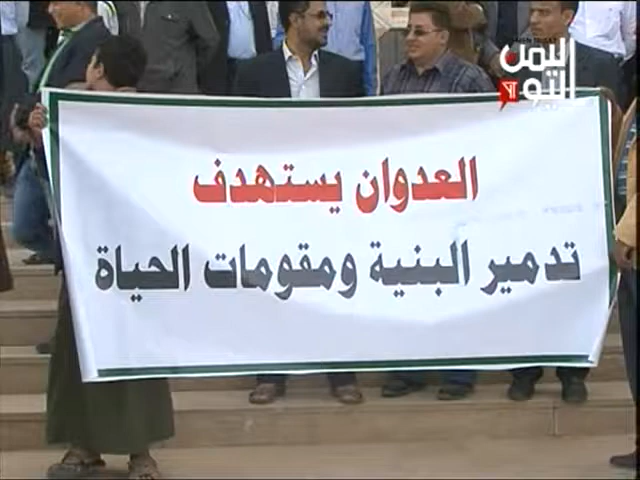 اليمن
اليوم
العدوان يستهدف
تدمير البنية ومقومات الحياة